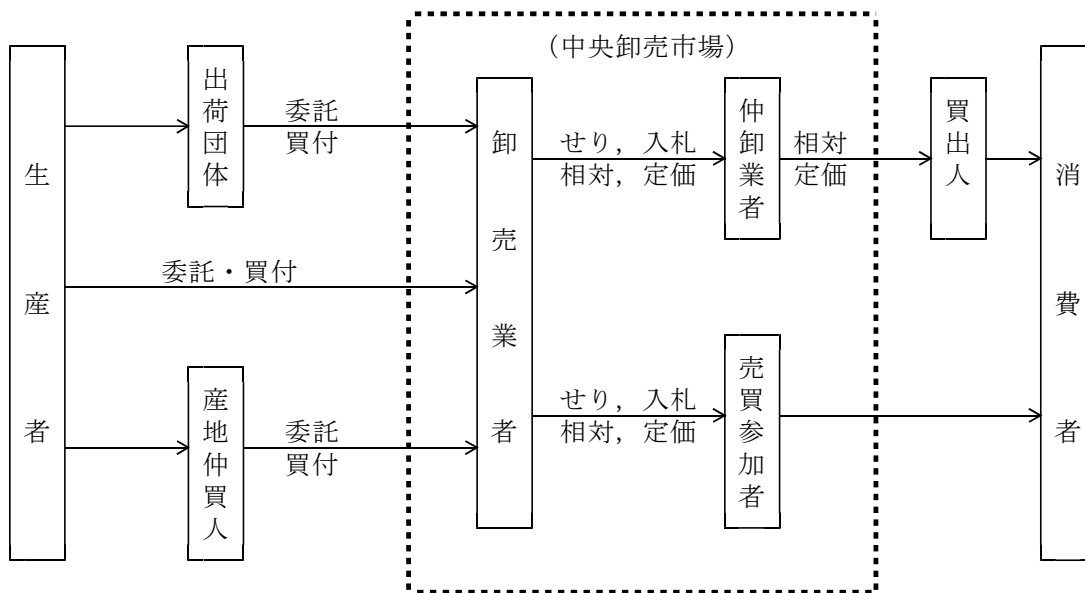 (中央卸売市場)
生産者
出荷団体
委託
買付
委託・買付
産地仲買人
委託
買付
卸売業者
せり，入札
相対，定価
仲卸業者
相対
定価
買出人
せり，入札
相対，定価
売買参加者
消費者